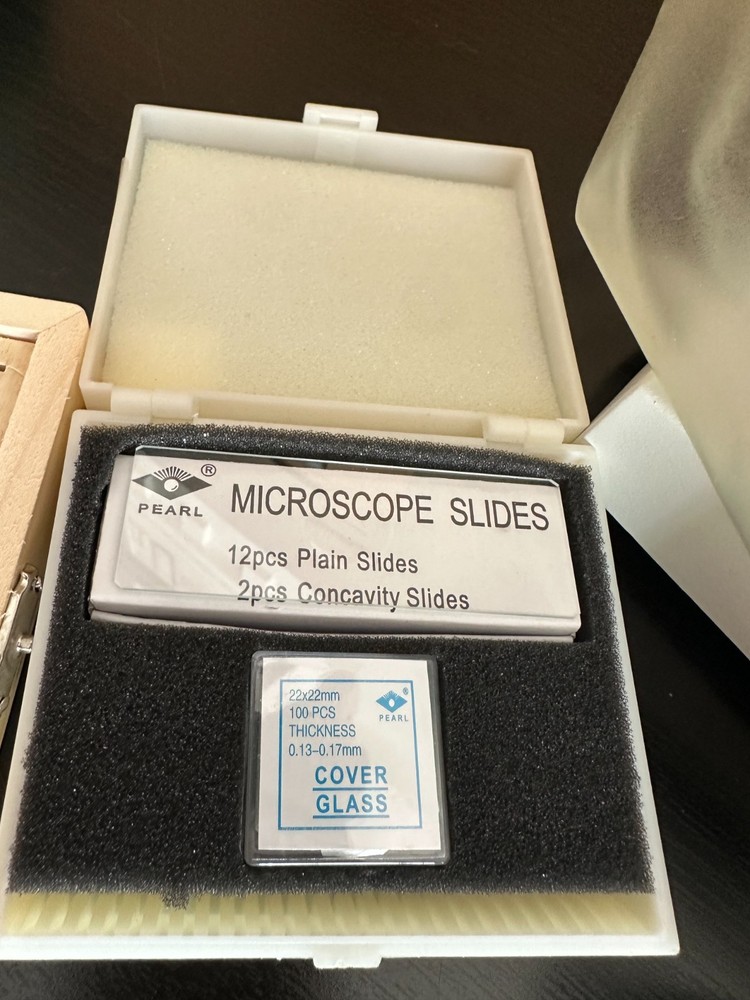 ®
PEARL
MICROSCOPE SLIDES
12pcs Plain Slides
2pcs Concavity Slides
22x22mm
100 PCS
THICKNESS
0.13-0.17mm
®
PEARL
COVER
GLASS